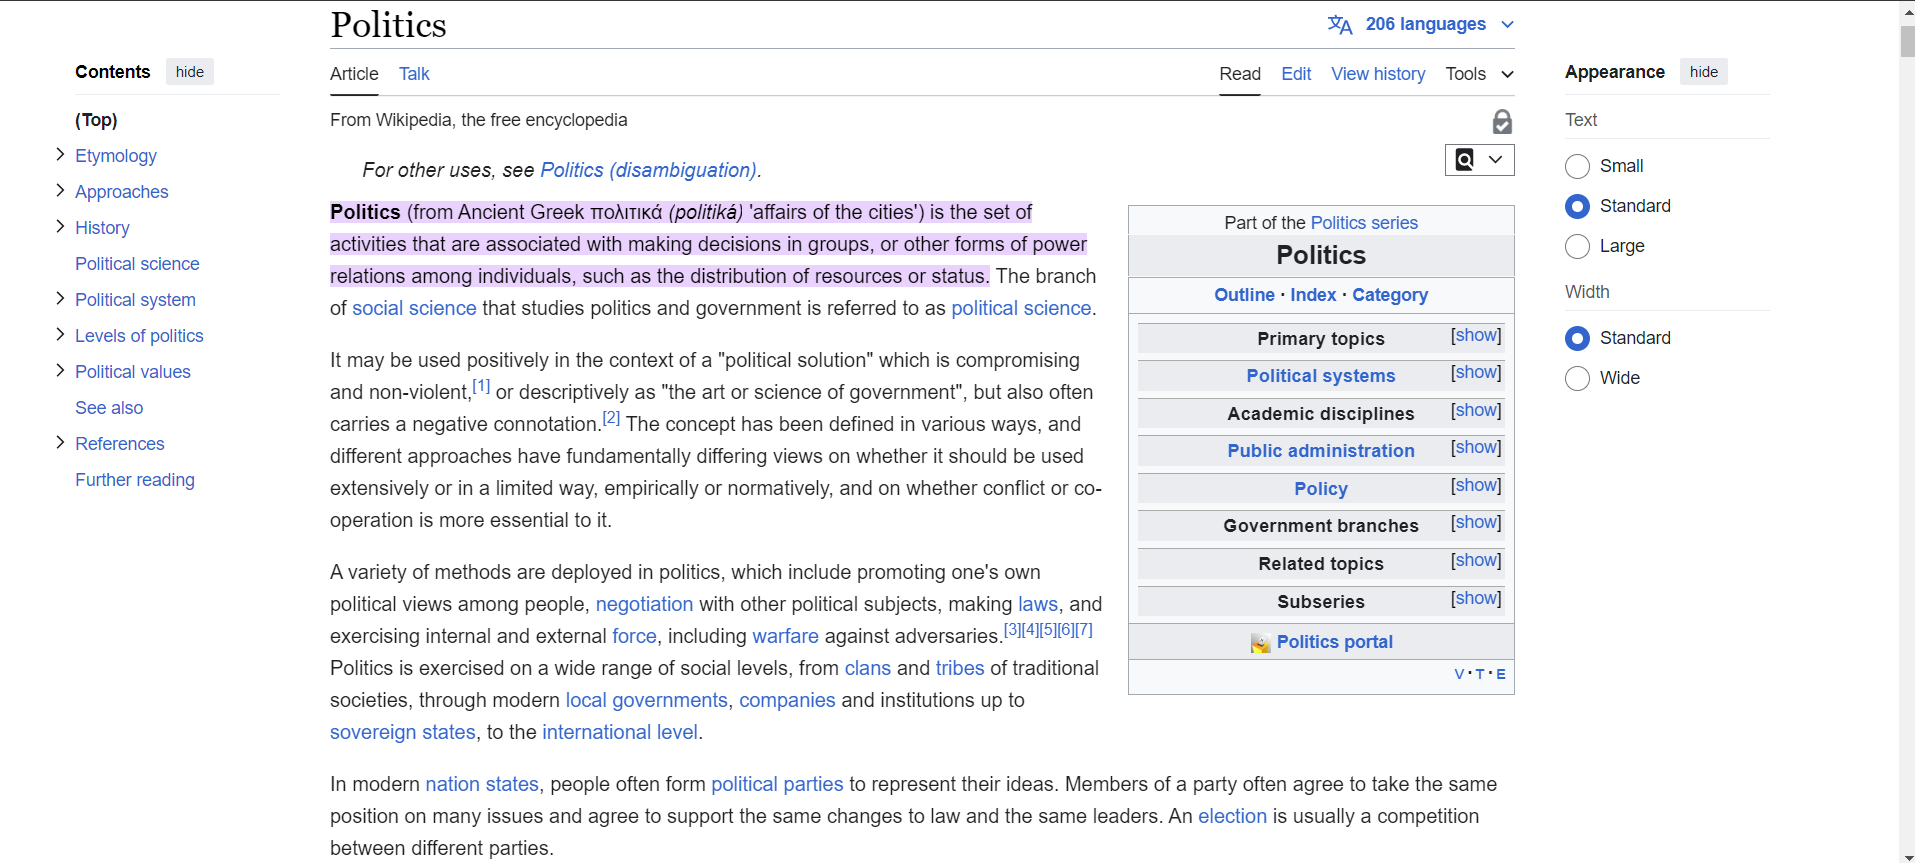 Politics
206 languages
Contents hide
(Top)
Etymology
Approaches
History
Political science
Political system
Levels of politics
Political values
See also
References
Further reading
Article Talk
Read Edit View history Tools
From Wikipedia, the free encyclopedia
For other uses, see Politics (disambiguation).
Politics (from Ancient Greek πολιτικά (politiká) 'affairs of the cities') is the set of
activities that are associated with making decisions in groups, or other forms of power
relations among individuals, such as the distribution of resources or status. The branch
of social science that studies politics and government is referred to as political science.
It may be used positively in the context of a "political solution" which is compromising
and non-violent,[1] or descriptively as "the art or science of government", but also often
carries a negative connotation.[2] The concept has been defined in various ways, and
different approaches have fundamentally differing views on whether it should be used
extensively or in a limited way, empirically or normatively, and on whether conflict or co-
operation is more essential to it.
A variety of methods are deployed in politics, which include promoting one's own
political views among people, negotiation with other political subjects, making laws, and
exercising internal and external force, including warfare against adversaries.[3][4][5][6][7]
Politics is exercised on a wide range of social levels, from clans and tribes of traditional
societies, through modern local governments, companies and institutions up to
sovereign states, to the international level.
In modern nation states, people often form political parties to represent their ideas. Members of a party often agree to take the same
position on many issues and agree to support the same changes to law and the same leaders. An election is usually a competition
between different parties.
Part of the Politics series
Politics
Outline · Index · Category
Primary topics [show]
Political systems [show]
Academic disciplines [show]
Public administration [show]
Policy [show]
Government branches [show]
Related topics [show]
Subseries [show]
Politics portal
V · T · E
Appearance hide
Text
Small
Standard
Large
Width
Standard
Wide